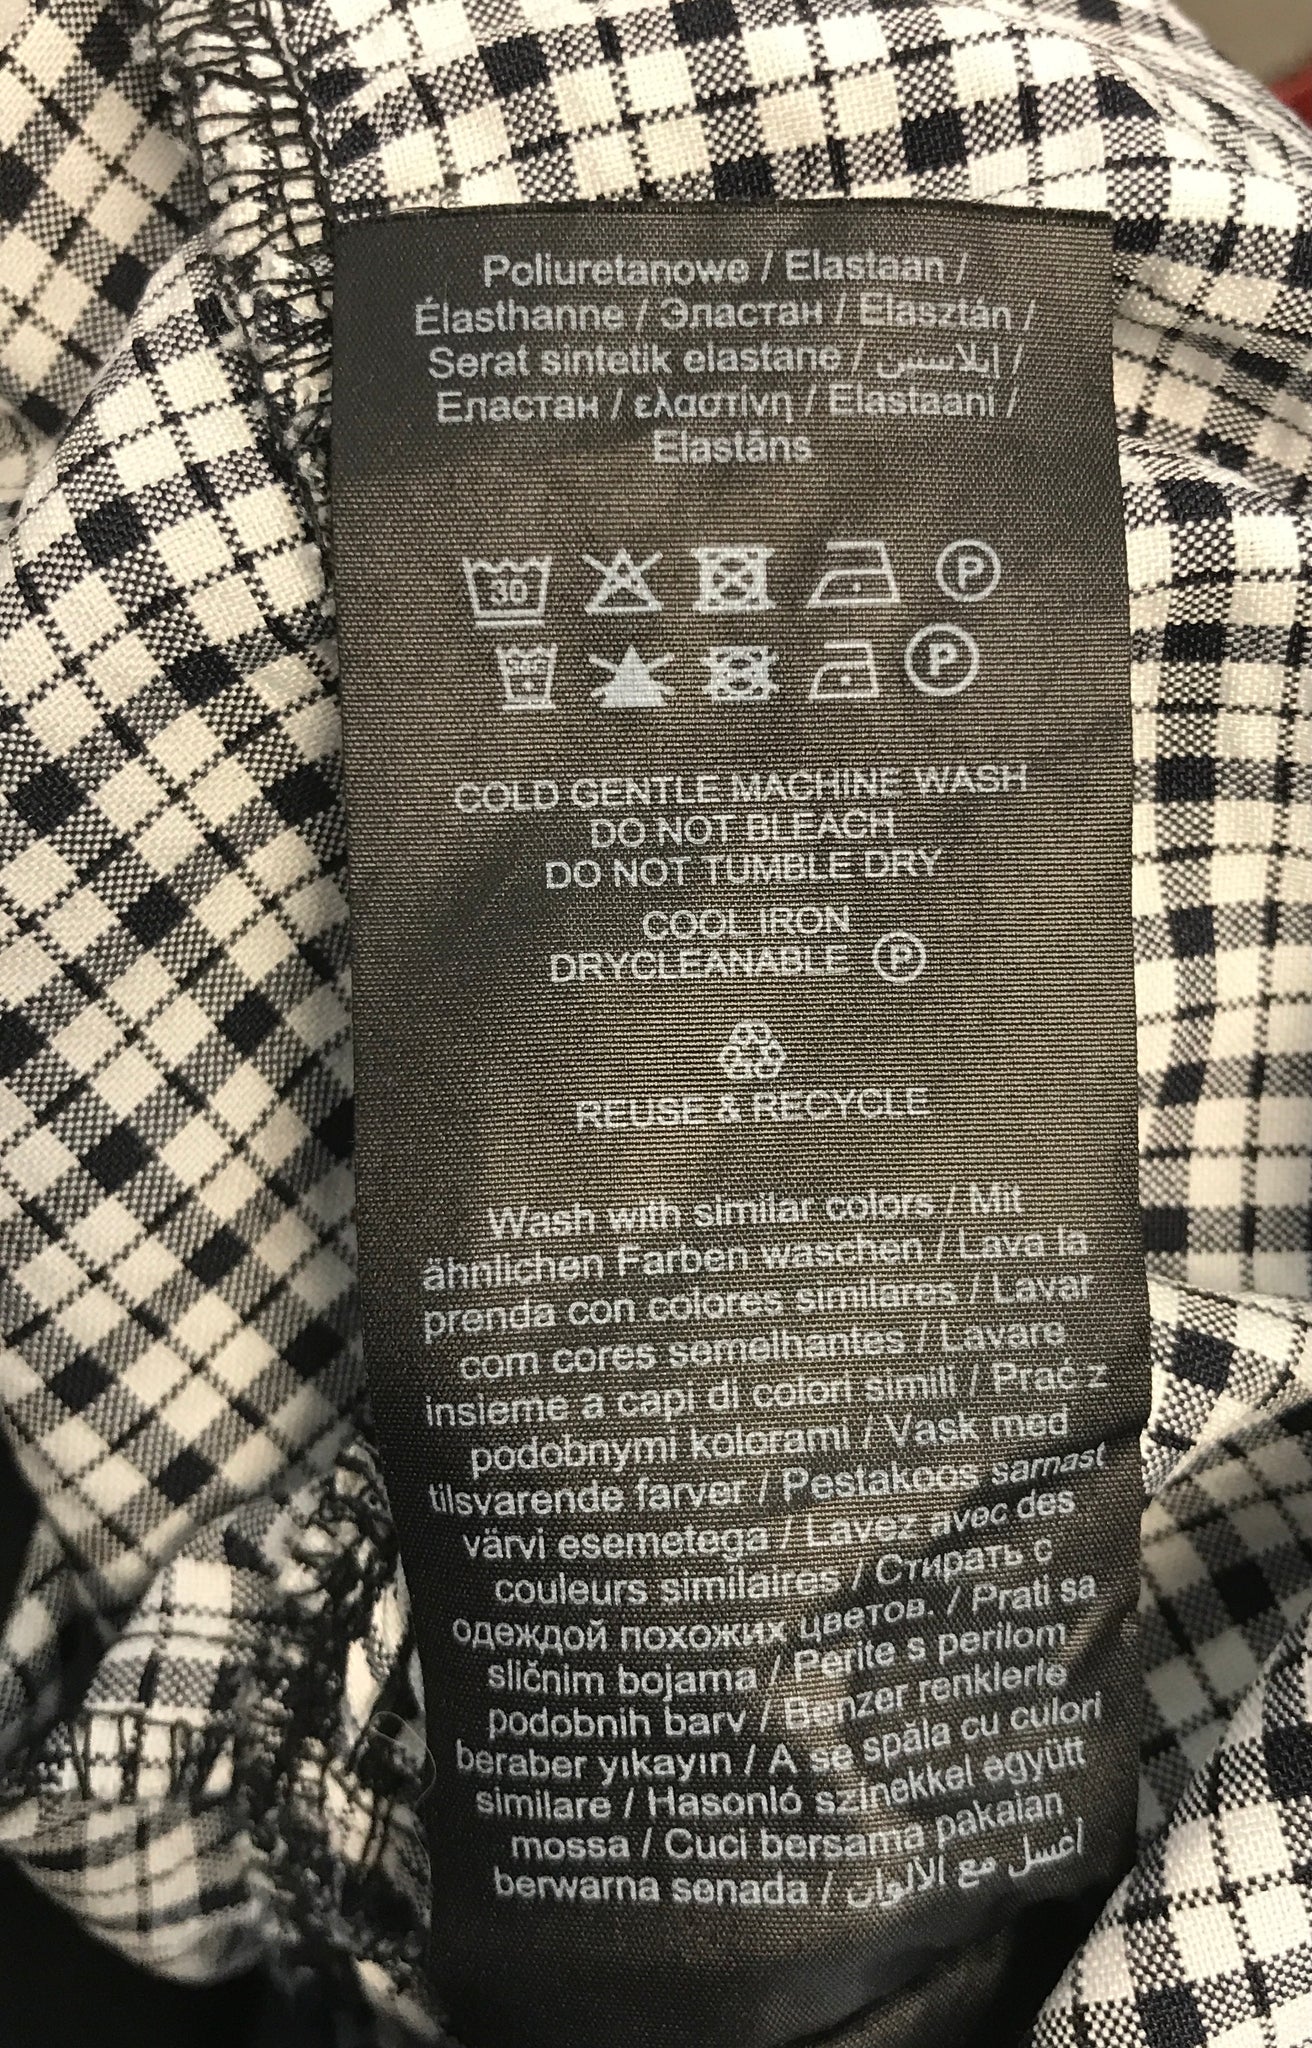 Poliuretanowe / Elastaan /
Élasthanne / Эластан / Elasztán /
Serat sintetik elastane / إيلاستين /
Еластан / ελαστίνη / Elastaani /
Elastāns
30
P
P
COLD GENTLE MACHINE WASH
DO NOT BLEACH
DO NOT TUMBLE DRY
COOL IRON
DRYCLEANABLE P
REUSE & RECYCLE
Wash with similar colors / Mit
ähnlichen Farben waschen / Lava la
prenda con colores similares / Lavar
com cores semelhantes / Lavare
insieme a capi di colori simili / Prać z
podobnymi kolorami / Vask med
tilsvarende farver / Pestakoos sarnast
värvi esemetega / Lavez avec des
couleurs similaires / Стирать с
одеждой похожих цветов. / Prati sa
sličnim bojama / Perite s perilom
podobnih barv / Benzer renklerle
beraber yıkayın / A se spăla cu culori
similare / Hasonló színekkel együtt
mossa / Cuci bersama pakaian
berwarna senada / اغسل مع الالوان